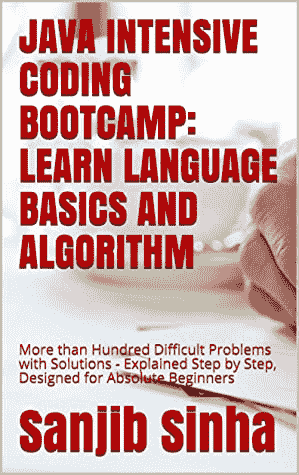 JAVA INTENSIVE
CODING
BOOTCAMP:
LEARN LANGUAGE
BASICS AND
ALGORITHM
More than Hundred Difficult Problems
with Solutions - Explained Step by Step,
Designed for Absolute Beginners
Sanjib Sinha